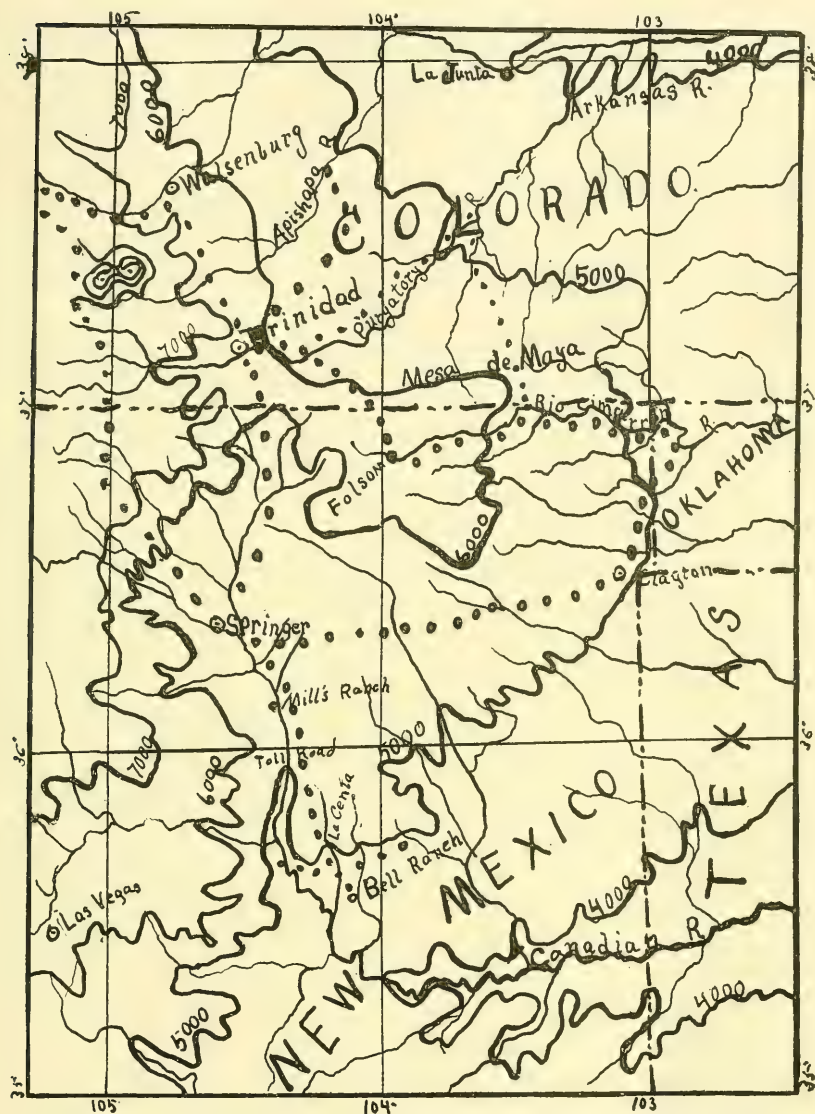 105
104°
103
38°
38°
7000
6000
La Junta
4000
Arkansas R.
Walsenburg
Apishapa R.
COLORADO
R.
5000
Purgatory
Trinidad
7000
Mesa de Maya
37°
37°
Rio Cimarron
R.
OKLAHOMA
Folsom
6000
Clayton
Springer
Mill's Ranch
TEXAS
36°
36°
Toll Road
5000
7000
6000
La Centa
Bell Ranch
NEW MEXICO
4000
Las Vegas
Canadian R
5000
4000
35°
35°
105
104°
103